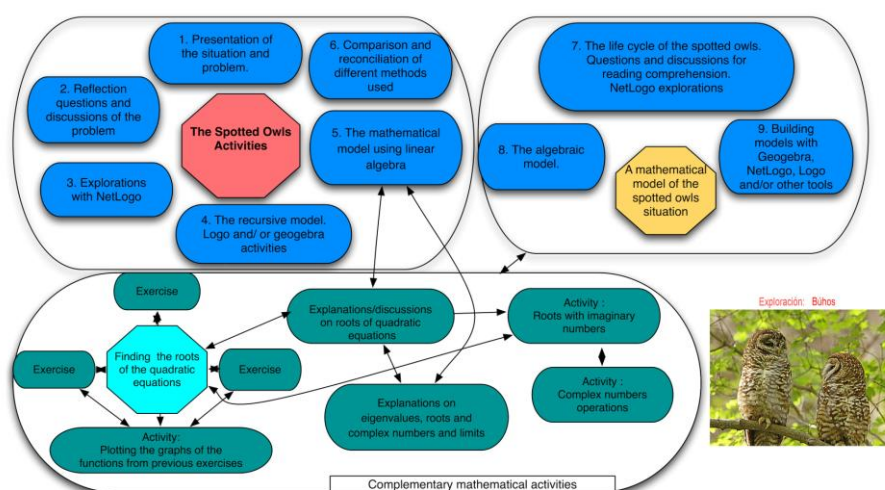 1. Presentation of
the situation and
problem.
6. Comparison and
reconciliation of
different methods
used
2. Reflection
questions and
discussions of the
problem
The Spotted Owls
Activities
5. The mathematical
model using linear
algebra
3. Explorations
with NetLogo
4. The recursive model.
Logo and/ or geogebra
activities
7. The life cycle of the spotted owls.
Questions and discussions for
reading comprehension.
NetLogo explorations
8. The algebraic
model.
9. Building
models with
Geogebra,
NetLogo, Logo
and/or other tools
A mathematical
model of the
spotted owls
situation
Exercise
Explanations/discussions
on roots of quadratic
equations
Activity :
Roots with imaginary
numbers
Exercise
Finding the roots
of the quadratic
equations
Exercise
Activity :
Complex numbers
operations
Explanations on
eigenvalues, roots and
complex numbers and limits
Activity:
Plotting the graphs of the
functions from previous exercises
Complementary mathematical activities
Exploración: Búhos